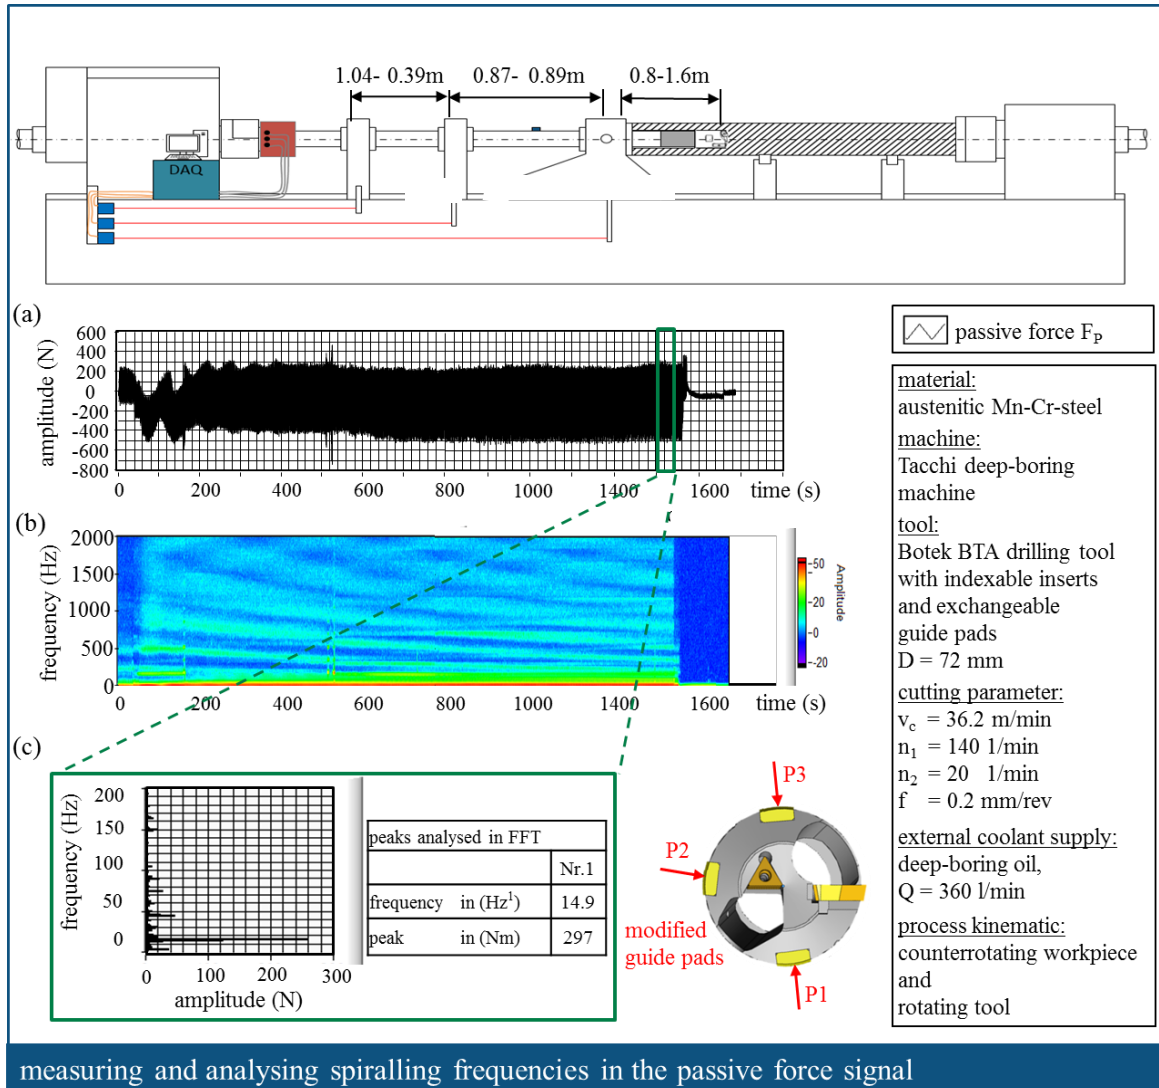 1.04- 0.39m
0.87- 0.89m
0.8-1.6m
DAQ
(a)
amplitude (N)
600
400
200
0
-200
-400
-600
-800
0 200 400 600 800 1000 1200 1400 1600 time (s)
passive force FP
(b)
frequency (Hz)
2000
1500
1000
500
0
0 200 400 600 800 1000 1200 1400 1600 time (s)
-50
-20
-0
--20
Amplitude
(c)
frequency (Hz)
200
150
100
50
0
0 100 200 300
amplitude (N)
peaks analysed in FFT
Nr.1
frequency in (Hz¹) 14.9
peak in (Nm) 297
P3
P2
modified
guide pads
P1
material:
austenitic Mn-Cr-steel
machine:
Tacchi deep-boring
machine
tool:
Botek BTA drilling tool
with indexable inserts
and exchangeable
guide pads
D = 72 mm
cutting parameter:
vc = 36.2 m/min
n1 = 140 1/min
n2 = 20 1/min
f = 0.2 mm/rev
external coolant supply:
deep-boring oil,
Q = 360 l/min
process kinematic:
counterrotating workpiece
and
rotating tool
measuring and analysing spiralling frequencies in the passive force signal